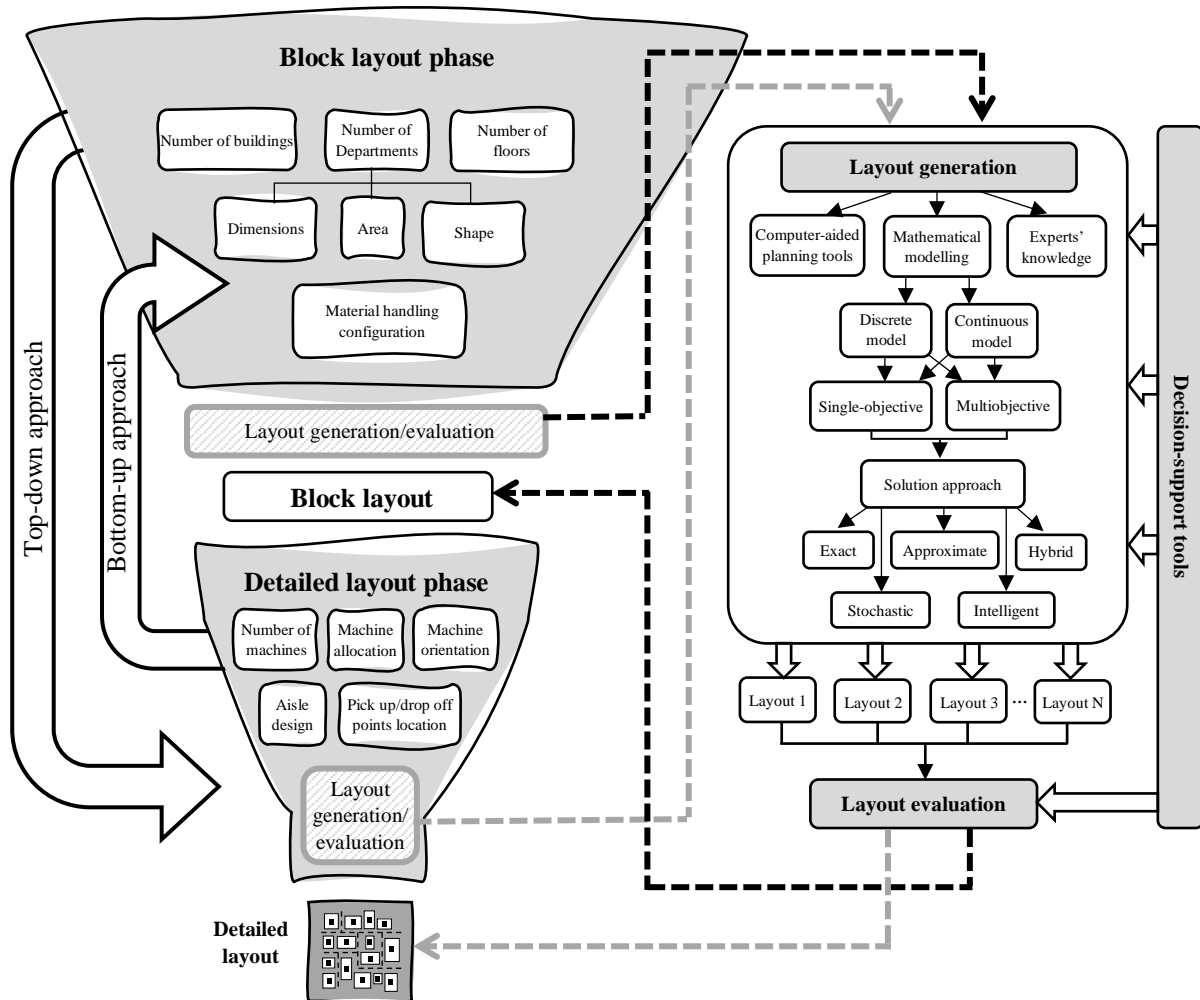 Block layout phase
Number of buildings
Number of
Departments
Number of
floors
Dimensions
Area
Shape
Material handling
configuration
Top-down approach
Bottom-up approach
Layout generation/evaluation
Block layout
Detailed layout phase
Number of
machines
Machine
allocation
Machine
orientation
Aisle
design
Pick up/drop off
points location
Layout
generation/
evaluation
Detailed
layout
Layout generation
Computer-aided
planning tools
Mathematical
modelling
Experts’
knowledge
Discrete
model
Continuous
model
Single-objective
Multiobjective
Solution approach
Exact
Approximate
Hybrid
Stochastic
Intelligent
Layout 1
Layout 2
Layout 3
...
Layout N
Layout evaluation
Decision-support tools